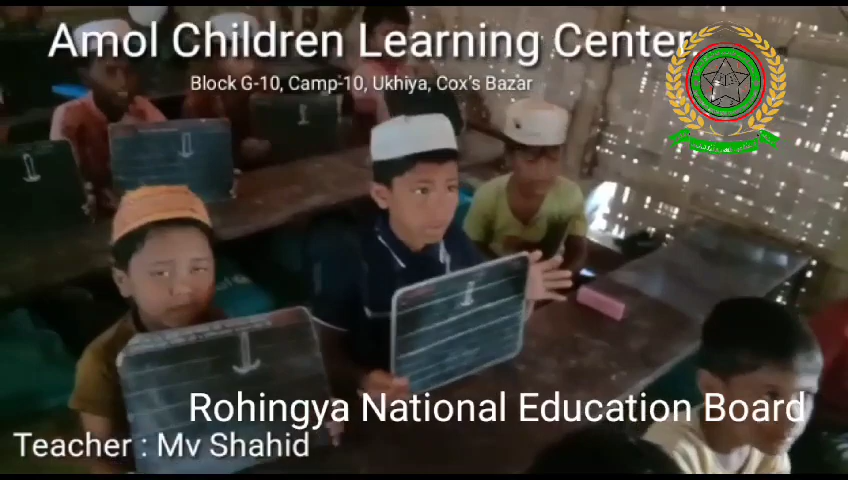 Amol Children Learning Center
Block G-10, Camp-10, Ukhiya, Cox's Bazar
Rohingya National Education Board
Teacher : Mv Shahid